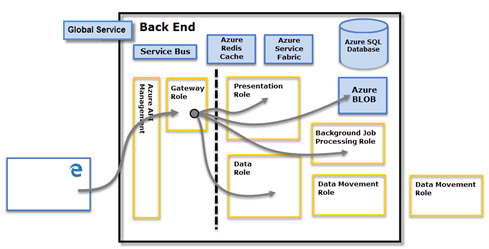 Global Service
Back End
Service Bus
Azure
Redis
Cache
Azure
Service
Fabric
Azure SQL
Database
Azure API
Management
Gateway
Role
Presentation
Role
Azure
BLOB
Background Job
Processing Role
Data
Role
Data Movement
Role
Data Movement
Role